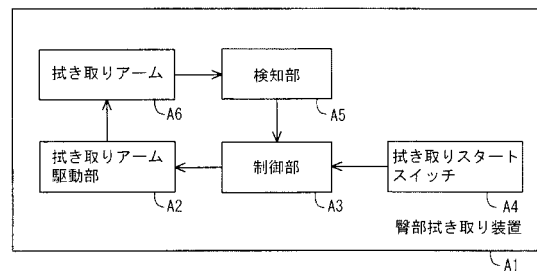 拭き取りアーム
A6
検知部
A5
拭き取りアーム
駆動部
A2
制御部
A3
拭き取りスタート
スイッチ
A4
臀部拭き取り装置
A1